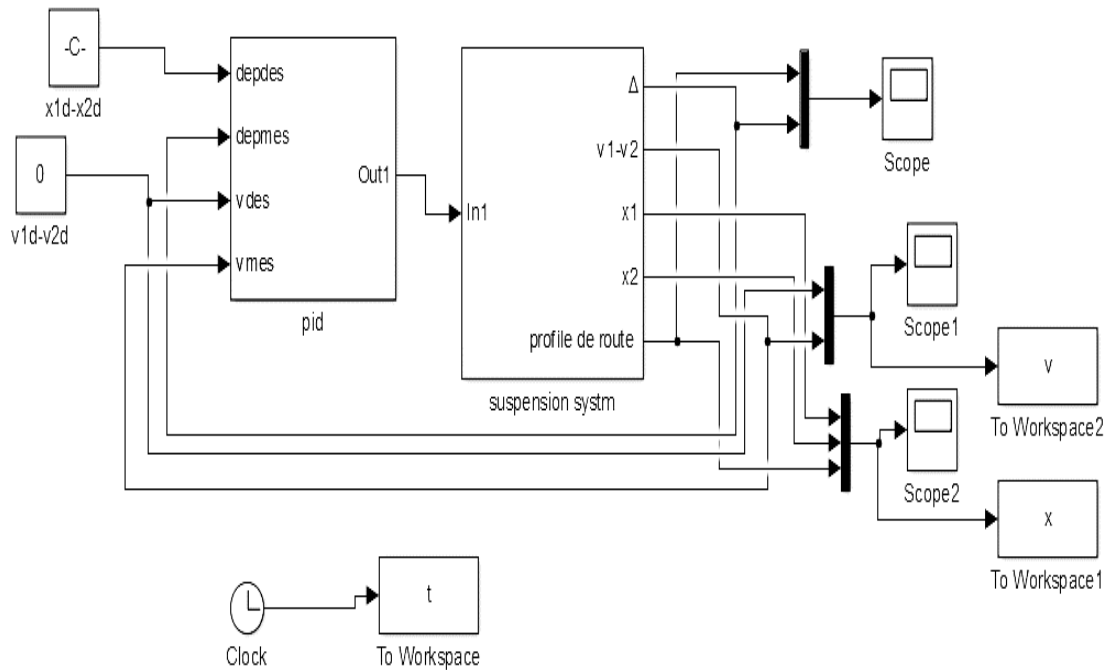 -C-
x1d-x2d
0
v1d-v2d
depdes
depmes
vdes
vmes
Out1
pid
In1
Δ
v1-v2
x1
x2
profile de route
suspension systm
Scope
Scope1
v
To Workspace2
Scope2
x
To Workspace1
Clock
t
To Workspace